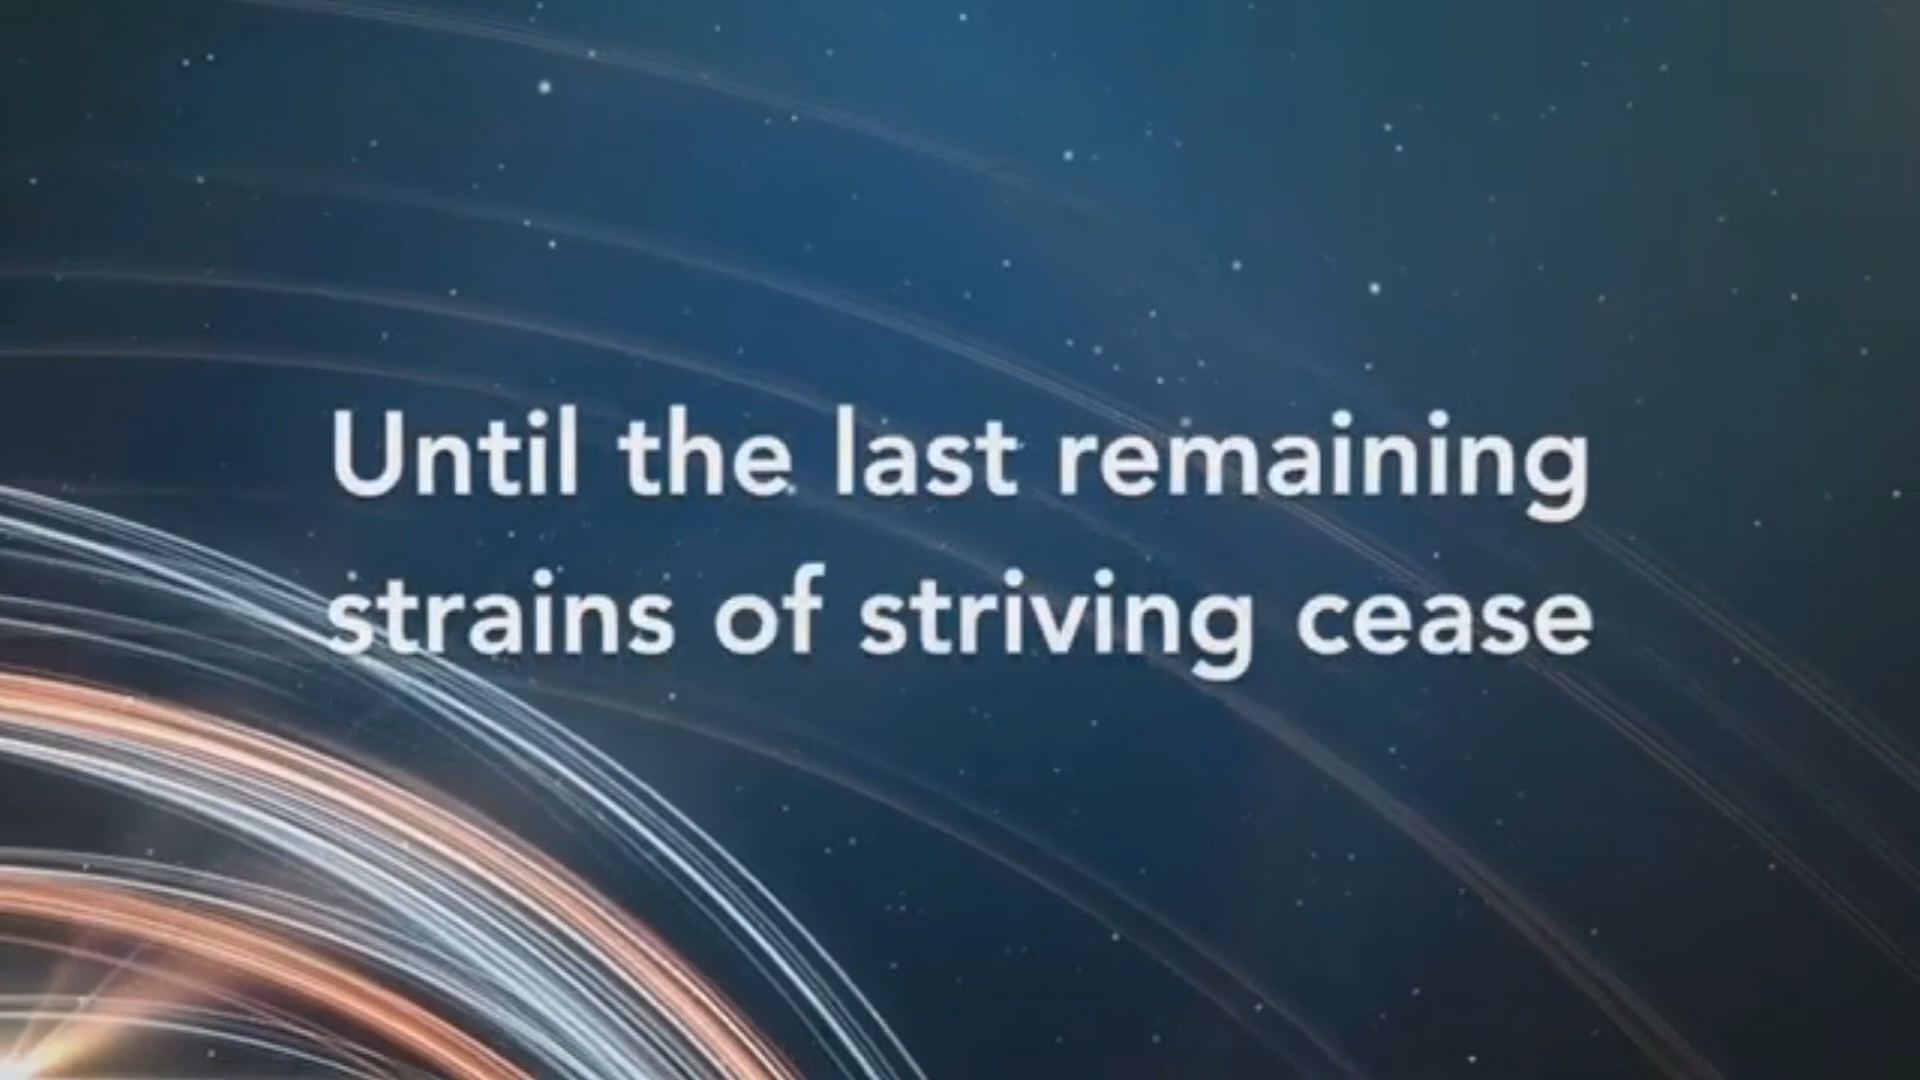 Until the last remaining
strains of striving cease